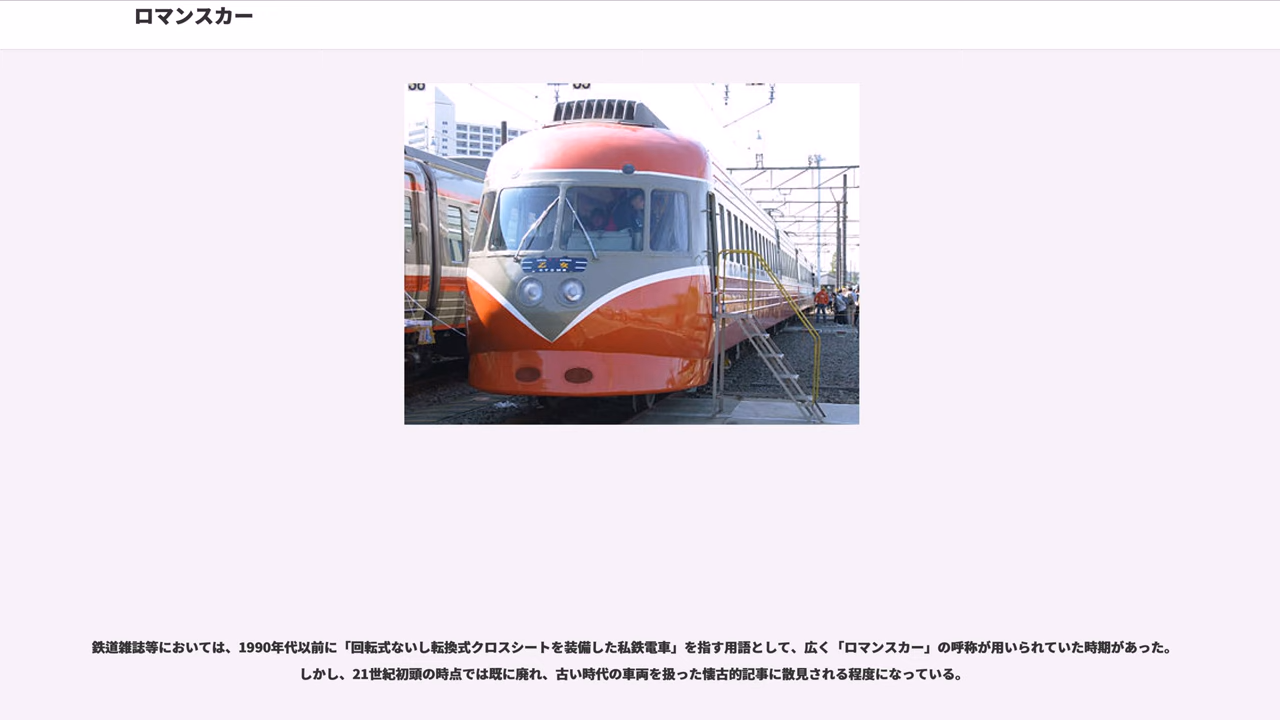 ロマンスカー
鉄道雑誌等においては、1990年代以前に「回転式ないし転換式クロスシートを装備した私鉄電車」を指す用語として、広く「ロマンスカー」の呼称が用いられていた時期があった。
しかし、21世紀初頭の時点では既に廃れ、古い時代の車両を扱った懐古的記事に散見される程度になっている。